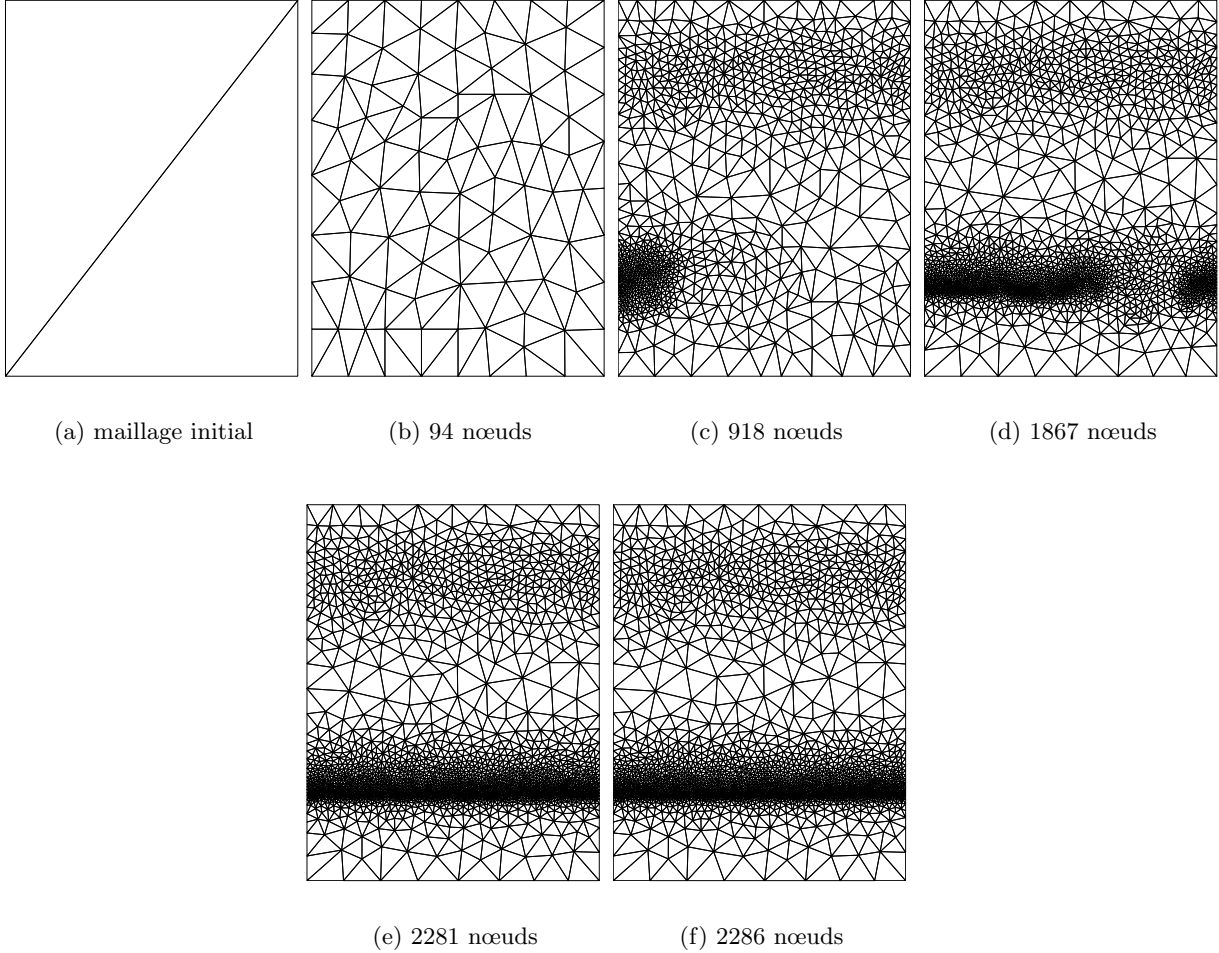 (a) maillage initial
(b) 94 nœuds
(c) 918 nœuds
(d) 1867 nœuds
(e) 2281 nœuds
(f) 2286 nœuds